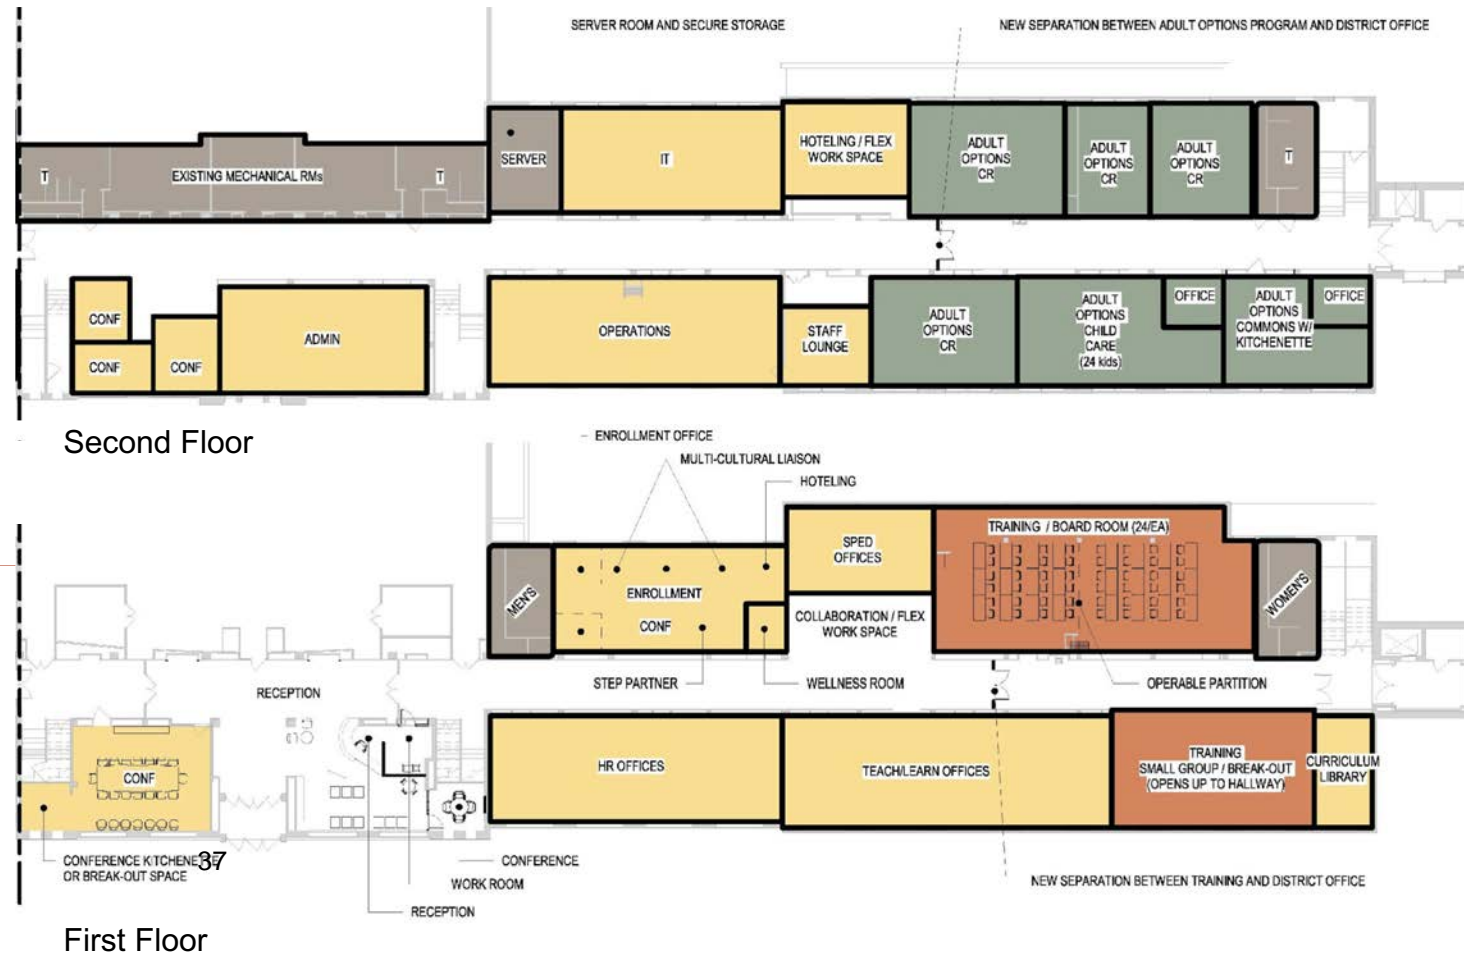 SERVER ROOM AND SECURE STORAGE
NEW SEPARATION BETWEEN ADULT OPTIONS PROGRAM AND DISTRICT OFFICE
T
EXISTING MECHANICAL RMs
T
SERVER
IT
HOTELING / FLEX
WORK SPACE
ADULT
OPTIONS
CR
ADULT
OPTIONS
CR
ADULT
OPTIONS
CR
T
CONF
CONF
CONF
ADMIN
OPERATIONS
STAFF
LOUNGE
ADULT
OPTIONS
CR
ADULT
OPTIONS
CHILD
CARE
(24 kids)
OFFICE
ADULT
OPTIONS
COMMONS W/
KITCHENETTE
OFFICE
Second Floor
ENROLLMENT OFFICE
MULTI-CULTURAL LIAISON
HOTELING
MEN'S
ENROLLMENT
CONF
SPED
OFFICES
TRAINING / BOARD ROOM (24/EA)
WOMEN'S
COLLABORATION / FLEX
WORK SPACE
RECEPTION
STEP PARTNER
WELLNESS ROOM
OPERABLE PARTITION
CONF
HR OFFICES
TEACH/LEARN OFFICES
TRAINING
SMALL GROUP / BREAK-OUT
(OPENS UP TO HALLWAY)
CURRICULUM
LIBRARY
CONFERENCE KITCHENETTE
OR BREAK-OUT SPACE
37
CONFERENCE
WORK ROOM
RECEPTION
NEW SEPARATION BETWEEN TRAINING AND DISTRICT OFFICE
First Floor